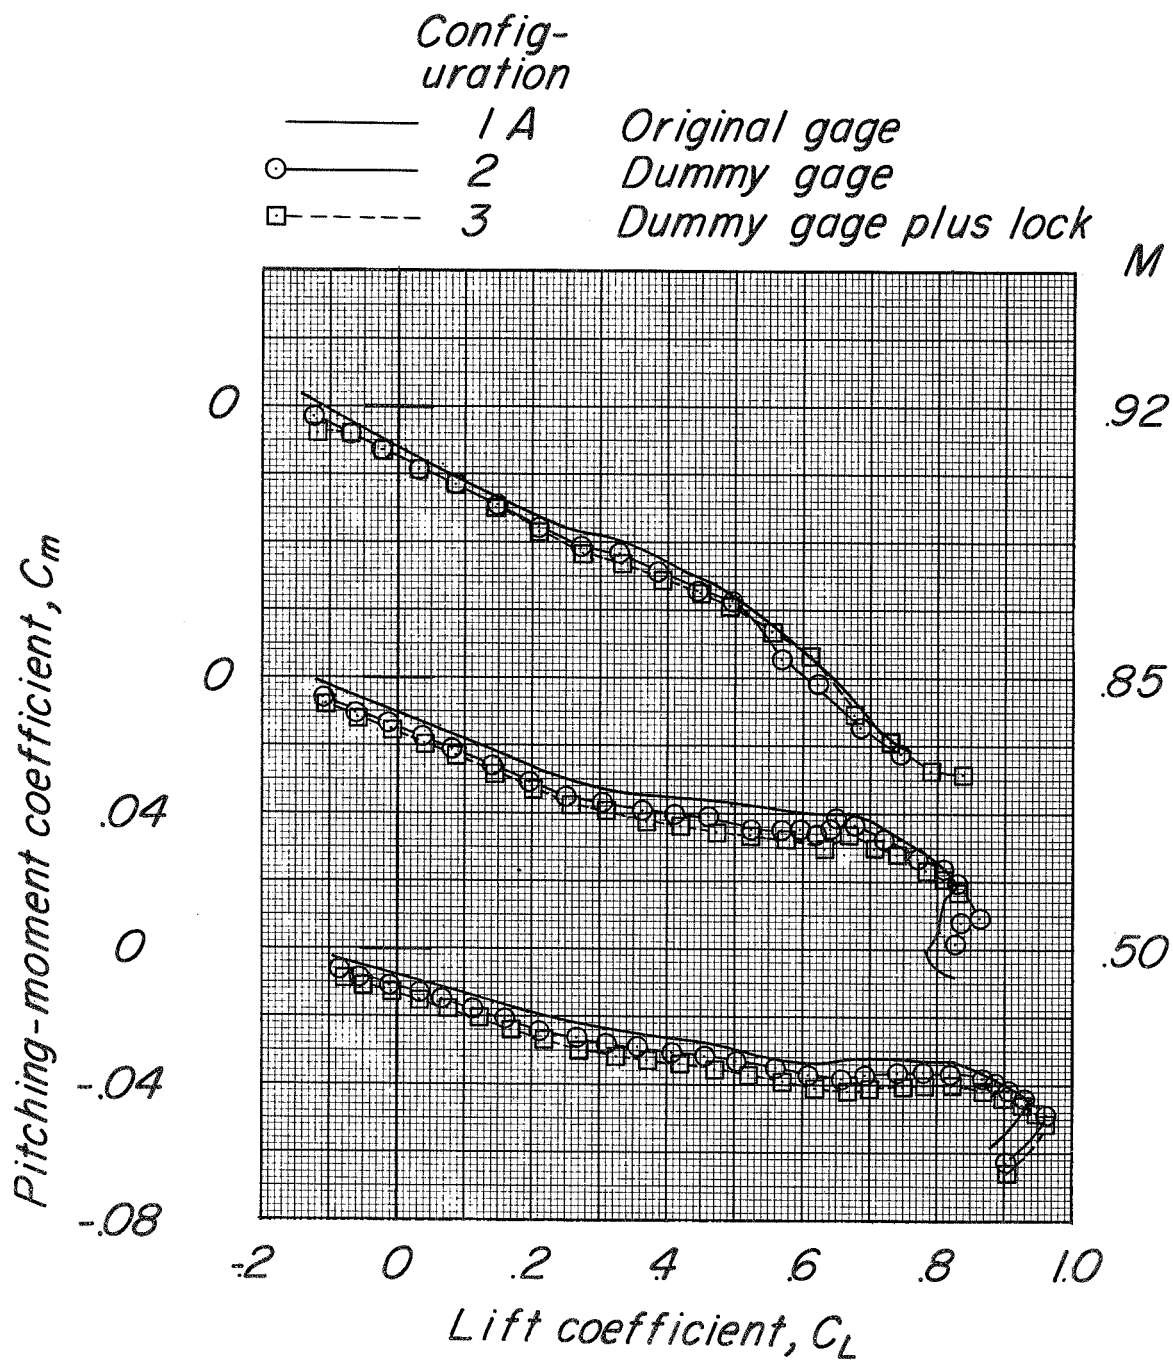 Config-
uration
1 A Original gage
2 Dummy gage
3 Dummy gage plus lock
M
0 .92
0 .85
.04
0 .50
-.04
-.08
Pitching-moment coefficient, Cm
-.2 0 .2 .4 .6 .8 1.0
Lift coefficient, CL